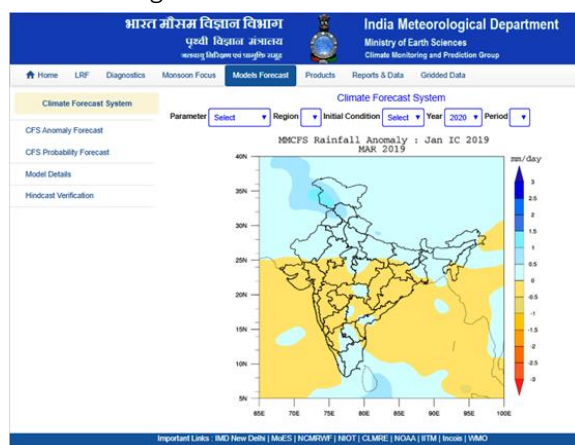 भारत मौसम विज्ञान विभाग
पृथ्वी विज्ञान मंत्रालय
जलवायु निरीक्षण एवं प्रागुक्ति समूह
India Meteorological Department
Ministry of Earth Sciences
Climate Monitoring and Prediction Group
Home LRF Diagnostics Monsoon Focus Models Forecast Products Reports & Data Gridded Data
Climate Forecast System
CFS Anomaly Forecast
CFS Probability Forecast
Model Details
Hindcast Verification
Climate Forecast System
Parameter Select Region Initial Condition Select Year 2020 Period
MMCFS Rainfall Anomaly : Jan IC 2019
MAR 2019
mm/day
40N
35N
30N
25N
20N
15N
10N
5N
65E 70E 75E 80E 85E 90E 95E 100E
3
2.5
2
1.5
1
0.5
0
-0.5
-1
-1.5
-2
-2.5
-3
Important Links : IMD New Delhi | MoES | NCMRWF | NIOT | CLMRE | NOAA | IITM | Incois | WMO